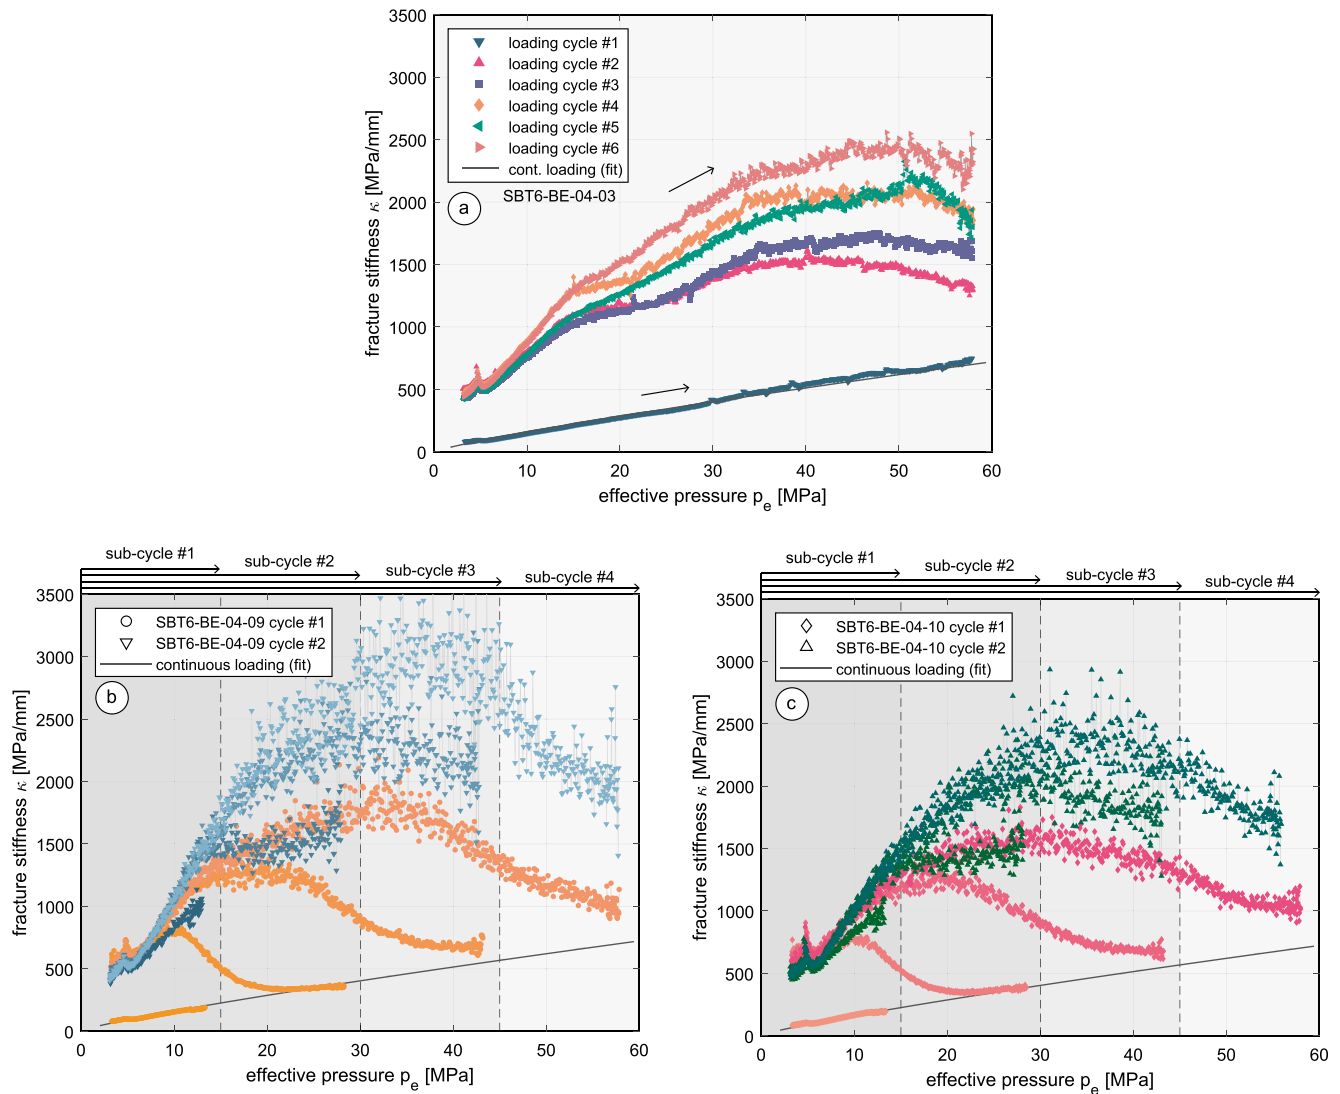 3500
3000
2500
2000
1500
1000
500
0
fracture stiffness κ [MPa/mm]
loading cycle #1
loading cycle #2
loading cycle #3
loading cycle #4
loading cycle #5
loading cycle #6
cont. loading (fit)
a
SBT6-BE-04-03
0 10 20 30 40 50 60
effective pressure pe [MPa]
sub-cycle #1
sub-cycle #2
sub-cycle #3
sub-cycle #4
3500
3000
2500
2000
1500
1000
500
0
fracture stiffness κ [MPa/mm]
SBT6-BE-04-09 cycle #1
SBT6-BE-04-09 cycle #2
continuous loading (fit)
b
0 10 20 30 40 50 60
effective pressure pe [MPa]
sub-cycle #1
sub-cycle #2
sub-cycle #3
sub-cycle #4
3500
3000
2500
2000
1500
1000
500
0
fracture stiffness κ [MPa/mm]
SBT6-BE-04-10 cycle #1
SBT6-BE-04-10 cycle #2
continuous loading (fit)
c
0 10 20 30 40 50 60
effective pressure pe [MPa]